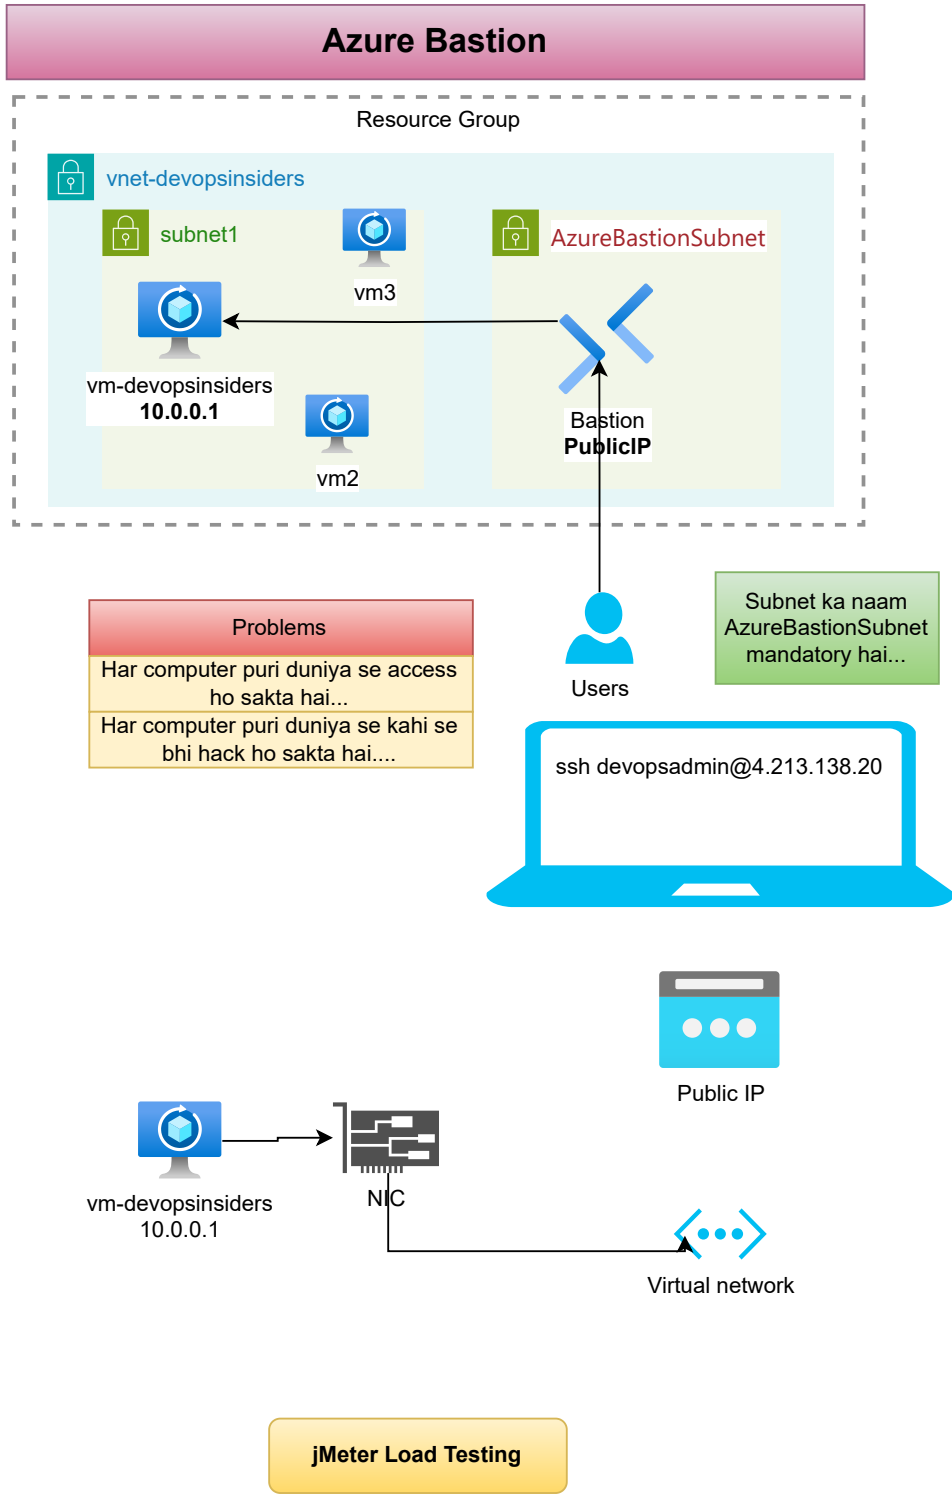 Azure Bastion
Resource Group
vnet-devopsinsiders
subnet1
vm3
AzureBastionSubnet
vm-devopsinsiders
10.0.0.1
vm2
Bastion
PublicIP
Users
Subnet ka naam
AzureBastionSubnet
mandatory hai...
Problems
Har computer puri duniya se access
ho sakta hai...
Har computer puri duniya se kahi se
bhi hack ho sakta hai....
ssh devopsadmin@4.213.138.20
Public IP
vm-devopsinsiders
10.0.0.1
NIC
Virtual network
jMeter Load Testing